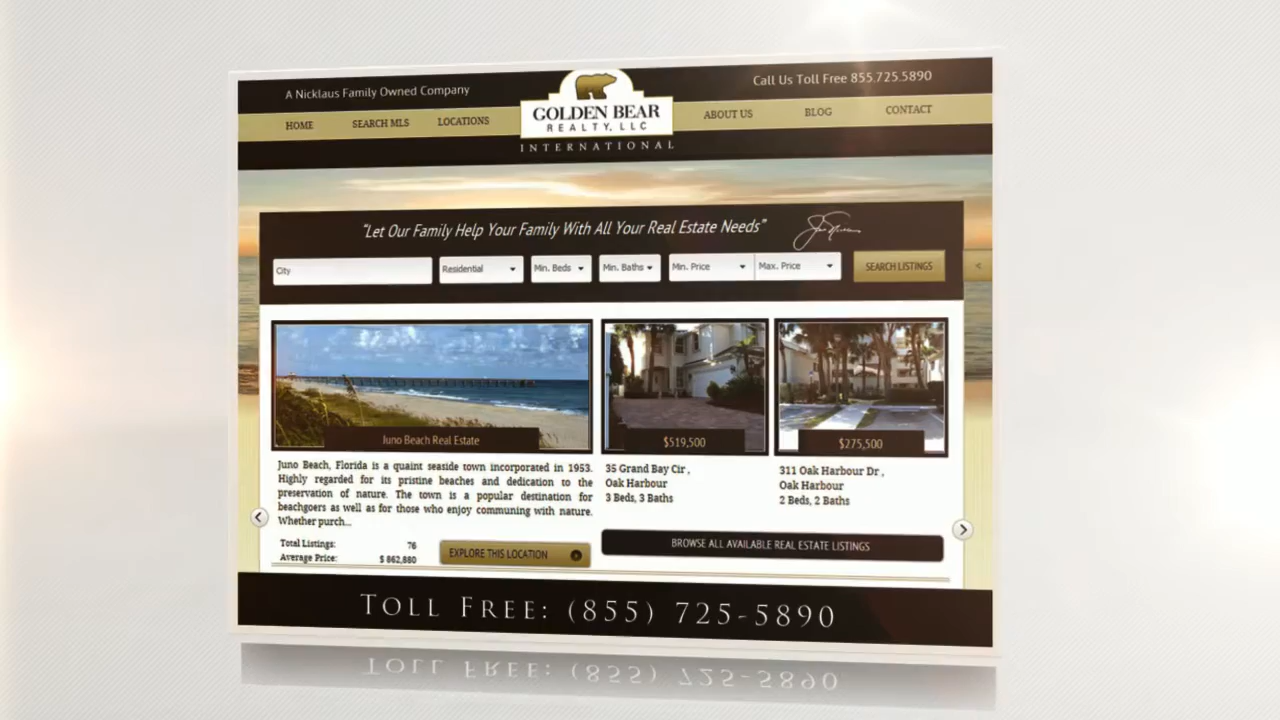 A Nicklaus Family Owned Company
Call Us Toll Free 855.725.5890
GOLDEN BEAR
REALTY, LLC
INTERNATIONAL
HOME
SEARCH MLS
LOCATIONS
ABOUT US
BLOG
CONTACT
"Let Our Family Help Your Family With All Your Real Estate Needs"
City
Residential
Min. Beds
Min. Baths
Min. Price
Max. Price
SEARCH LISTINGS
Juno Beach Real Estate
$519,500
$275,500
Juno Beach, Florida is a quaint seaside town incorporated in 1953.
Highly regarded for its pristine beaches and dedication to the
preservation of nature. The town is a popular destination for
beachgoers as well as for those who enjoy communing with nature.
Whether purch...
Total Listings: 76
Average Price: $ 862,880
EXPLORE THIS LOCATION
35 Grand Bay Cir ,
Oak Harbour
3 Beds, 3 Baths
311 Oak Harbour Dr ,
Oak Harbour
2 Beds, 2 Baths
BROWSE ALL AVAILABLE REAL ESTATE LISTINGS
TOLL FREE: (855) 725-5890